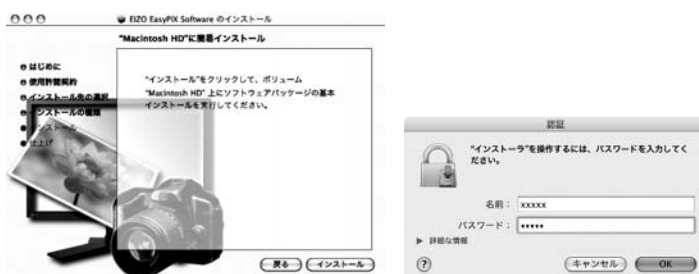 EIZO EasyPIX Software のインストール
“Macintosh HD”に簡易インストール
はじめに
使用許諾契約
インストール先の選択
インストールの種類
インストール
仕上げ
“インストール”をクリックして、ボリューム
“Macintosh HD” 上にソフトウェアパッケージの基本
インストールを実行してください。
戻る
インストール
認証
“インストーラ”を操作するには、パスワードを入力してく
ださい。
名前： xxxxx
パスワード： •••••
詳細な情報
?
キャンセル
OK